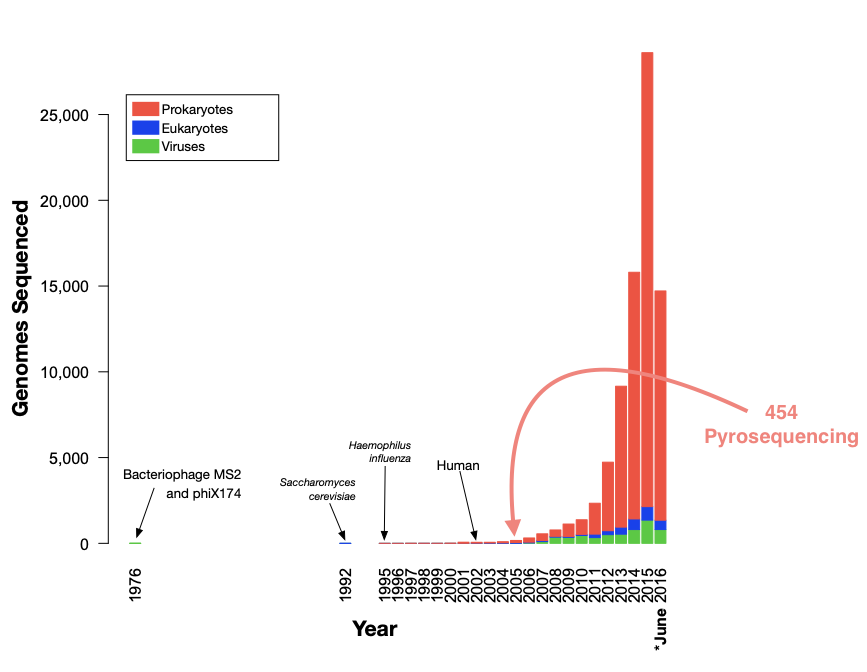 Prokaryotes
Eukaryotes
Viruses
Genomes Sequenced
25,000
20,000
15,000
10,000
5,000
0
454
Pyrosequencing
Haemophilus
influenza
Human
Bacteriophage MS2
and phiX174
Saccharomyces
cerevisiae
1976
1992
1995
1996
1997
1998
1999
2000
2001
2002
2003
2004
2005
2006
2007
2008
2009
2010
2011
2012
2013
2014
2015
*June 2016
Year